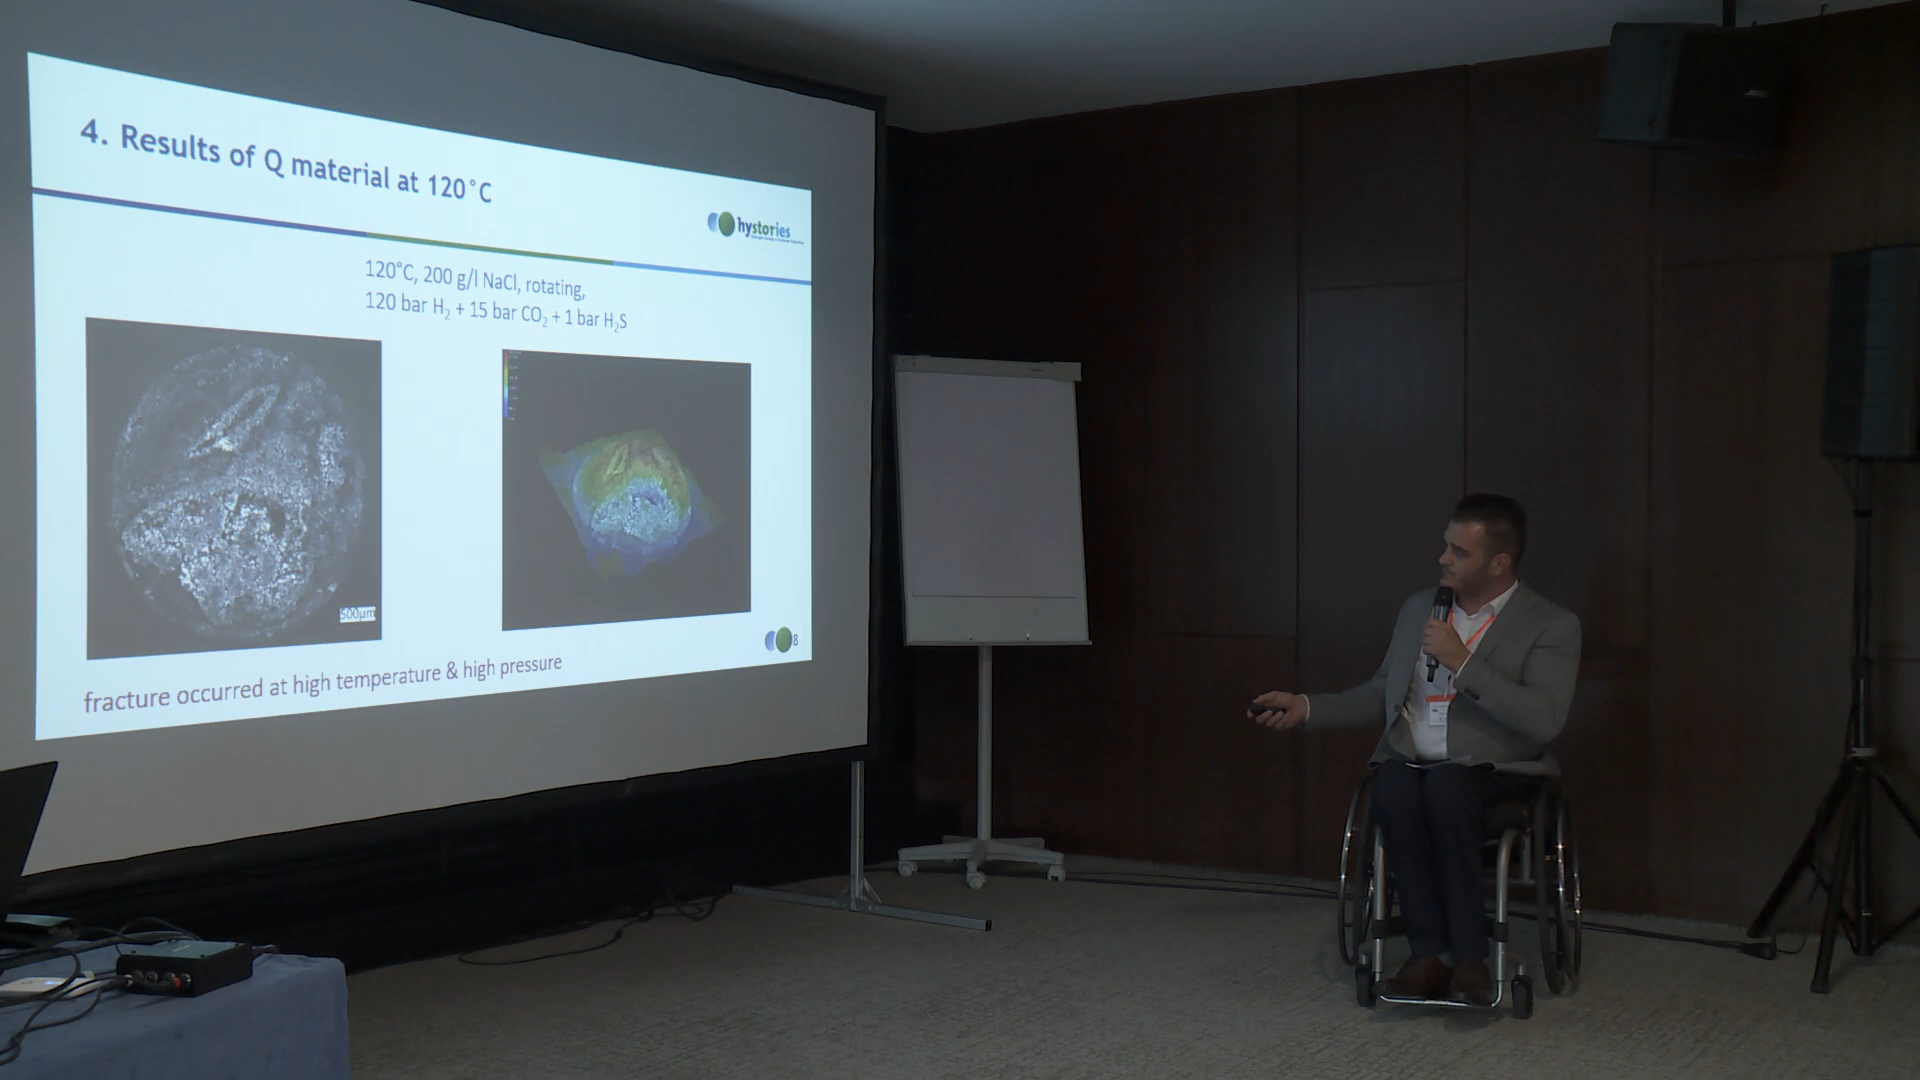 4. Results of Q material at 120°C
hystories
120°C, 200 g/l NaCl, rotating,
120 bar H₂ + 15 bar CO₂ + 1 bar H₂S
500µm
8
fracture occurred at high temperature & high pressure